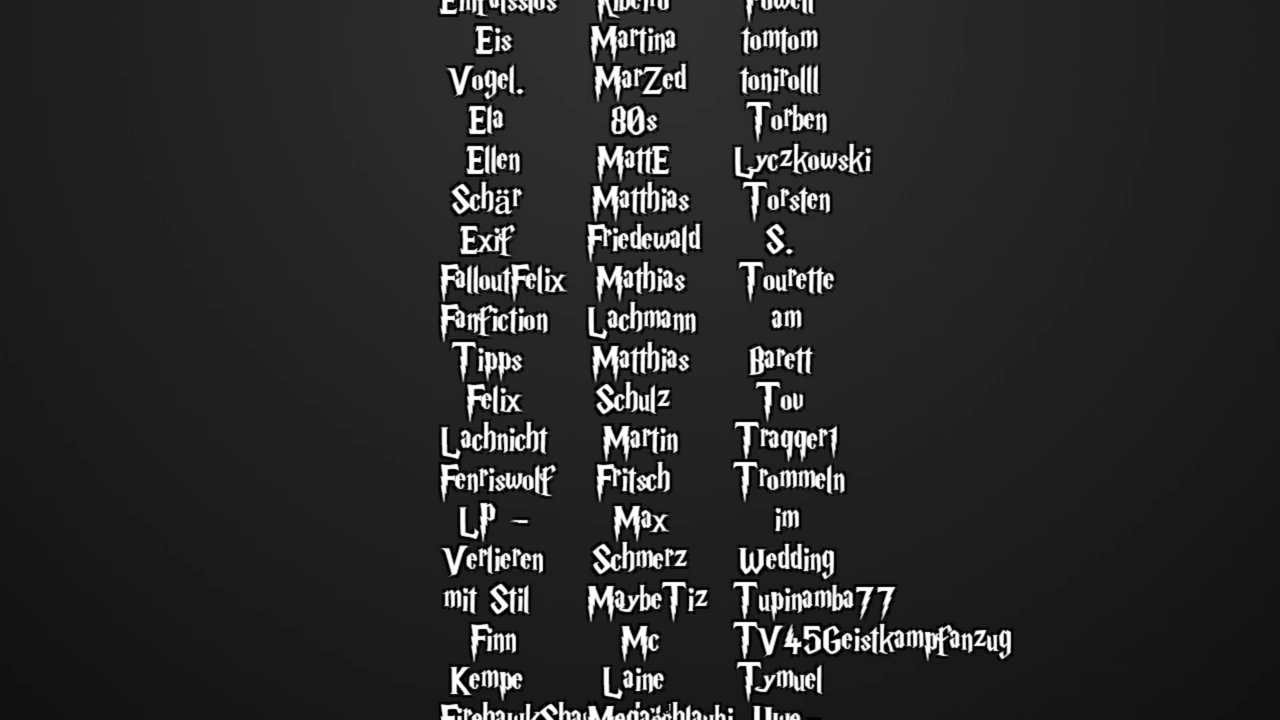 Eis Martina tomtom
Vogel. MarZed tonirolll
Ela 80s Torben
Ellen MattE Lyczkowski
Schär Matthias Torsten
Exif Friedewald S.
FalloutFelix Mathias Tourette
Fanfiction Lachmann am
Tipps Matthias Barett
Felix Schulz Tov
Lachnicht Martin Traqqer1
Fenriswolf Fritsch Trommeln
LP - Max im
Verlieren Schmerz Wedding
mit Stil MaybeTiz Tupinamba77
Finn Mc TV45Geistkampfanzug
Kempe Laine Tymuel
Uwe